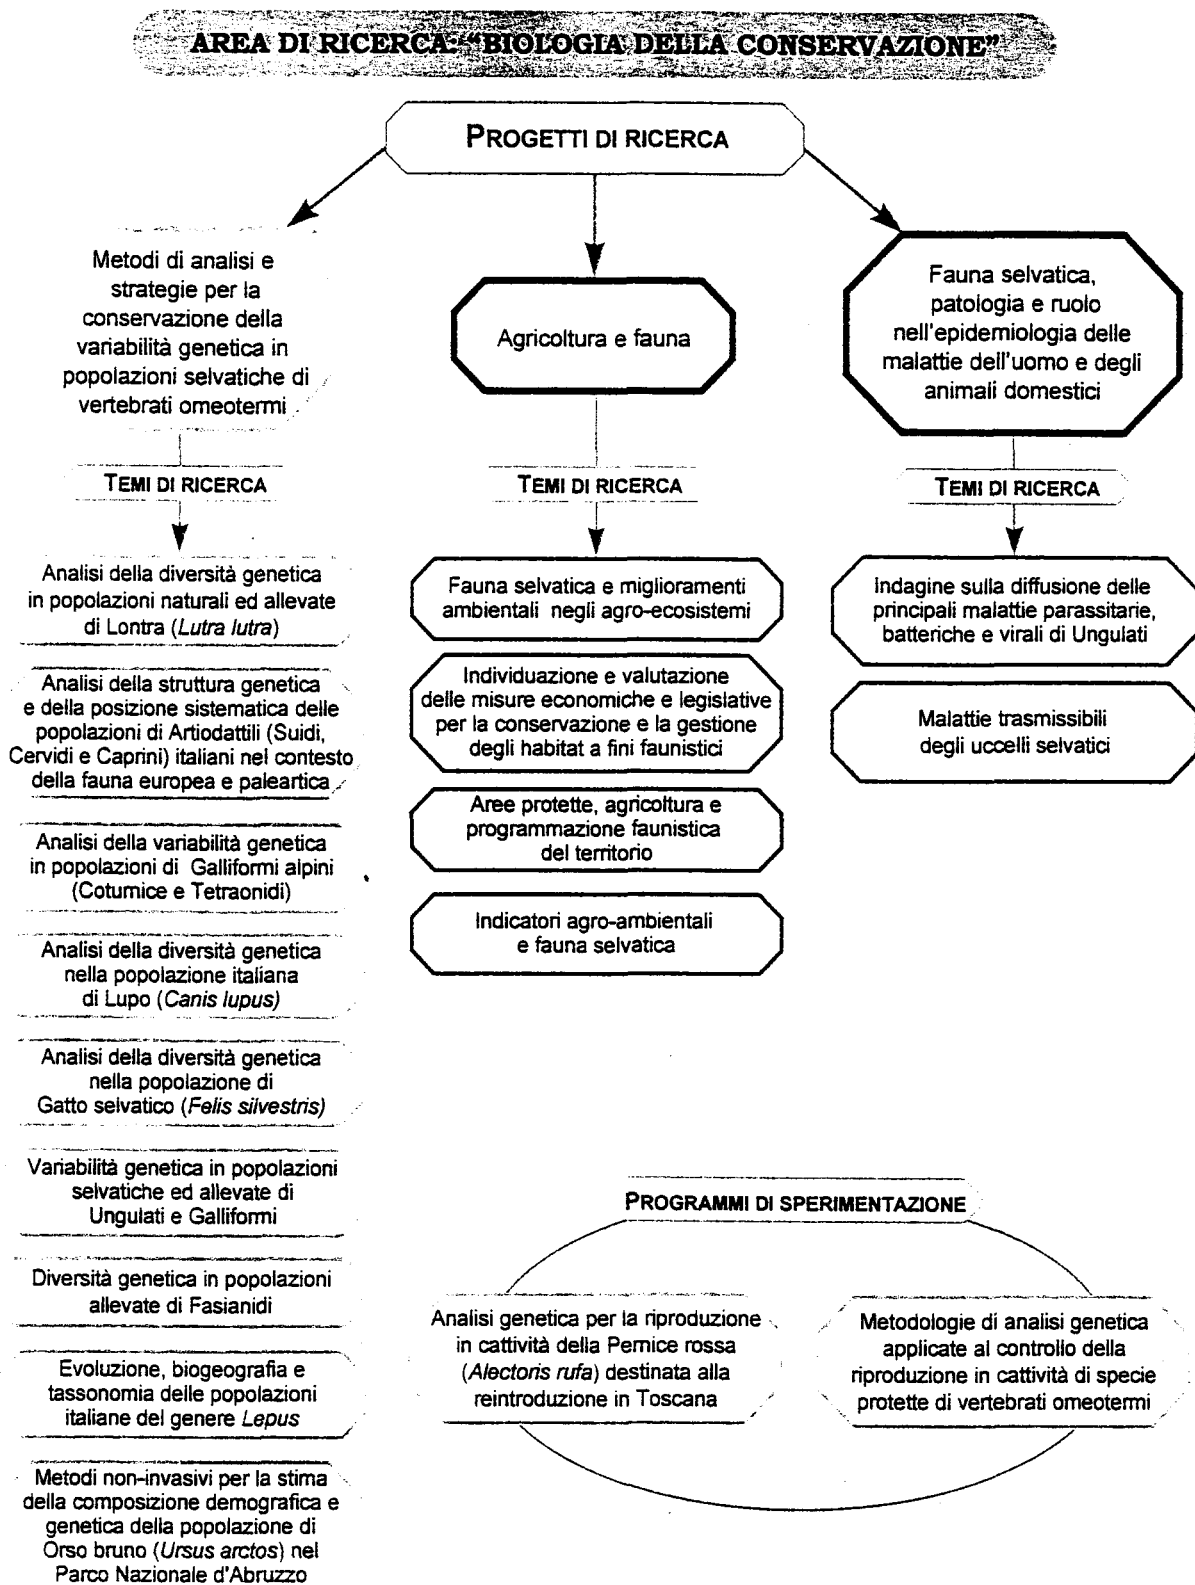 AREA DI RICERCA: "BIOLOGIA DELLA CONSERVAZIONE"
PROGETTI DI RICERCA
Metodi di analisi e
strategie per la
conservazione della
variabilità genetica in
popolazioni selvatiche di
vertebrati omeotermi
TEMI DI RICERCA
Analisi della diversità genetica
in popolazioni naturali ed allevate
di Lontra (Lutra lutra)
Analisi della struttura genetica
e della posizione sistematica delle
popolazioni di Artiodattili (Suidi,
Cervidi e Caprini) italiani nel contesto
della fauna europea e paleartica
Analisi della variabilità genetica
in popolazioni di Galliformi alpini
(Coturnice e Tetraonidi)
Analisi della diversità genetica
nella popolazione italiana
di Lupo (Canis lupus)
Analisi della diversità genetica
nella popolazione di
Gatto selvatico (Felis silvestris)
Variabilità genetica in popolazioni
selvatiche ed allevate di
Ungulati e Galliformi
Diversità genetica in popolazioni
allevate di Fasianidi
Evoluzione, biogeografia e
tassonomia delle popolazioni
italiane del genere Lepus
Metodi non-invasivi per la stima
della composizione demografica e
genetica della popolazione di
Orso bruno (Ursus arctos) nel
Parco Nazionale d'Abruzzo
Agricoltura e fauna
TEMI DI RICERCA
Fauna selvatica e miglioramenti
ambientali negli agro-ecosistemi
Individuazione e valutazione
delle misure economiche e legislative
per la conservazione e la gestione
degli habitat a fini faunistici
Aree protette, agricoltura e
programmazione faunistica
del territorio
Indicatori agro-ambientali
e fauna selvatica
Fauna selvatica,
patologia e ruolo
nell'epidemiologia delle
malattie dell'uomo e degli
animali domestici
TEMI DI RICERCA
Indagine sulla diffusione delle
principali malattie parassitarie,
batteriche e virali di Ungulati
Malattie trasmissibili
degli uccelli selvatici
PROGRAMMI DI SPERIMENTAZIONE
Analisi genetica per la riproduzione
in cattività della Pernice rossa
(Alectoris rufa) destinata alla
reintroduzione in Toscana
Metodologie di analisi genetica
applicate al controllo della
riproduzione in cattività di specie
protette di vertebrati omeotermi